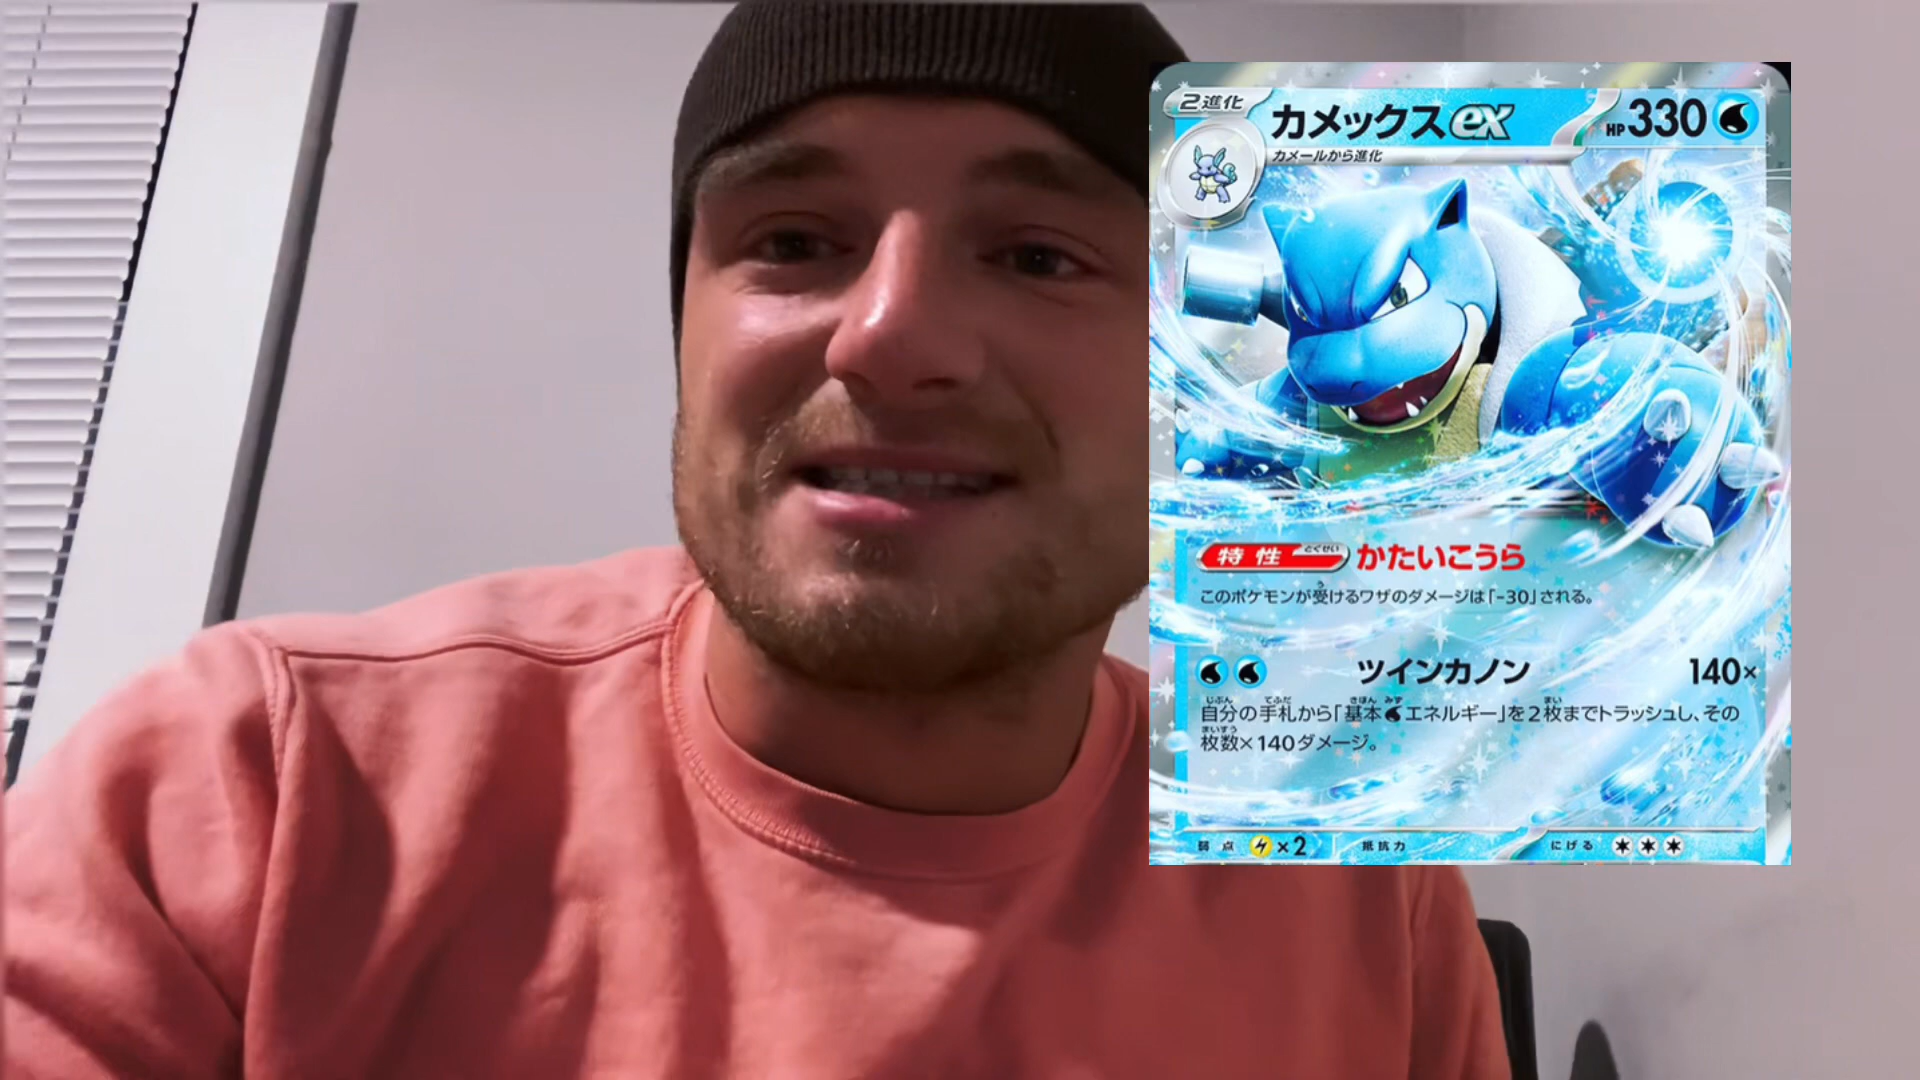 2進化
カメックスex
HP330
カメールから進化
特性 とくせい かたいこうら
このポケモンが受けるワザのダメージは「-30」される。
ツインカノン 140×
自分の手札から「基本エネルギー」を2枚までトラッシュし、その
枚数×140ダメージ。
弱点 ×2 抵抗力 にげる